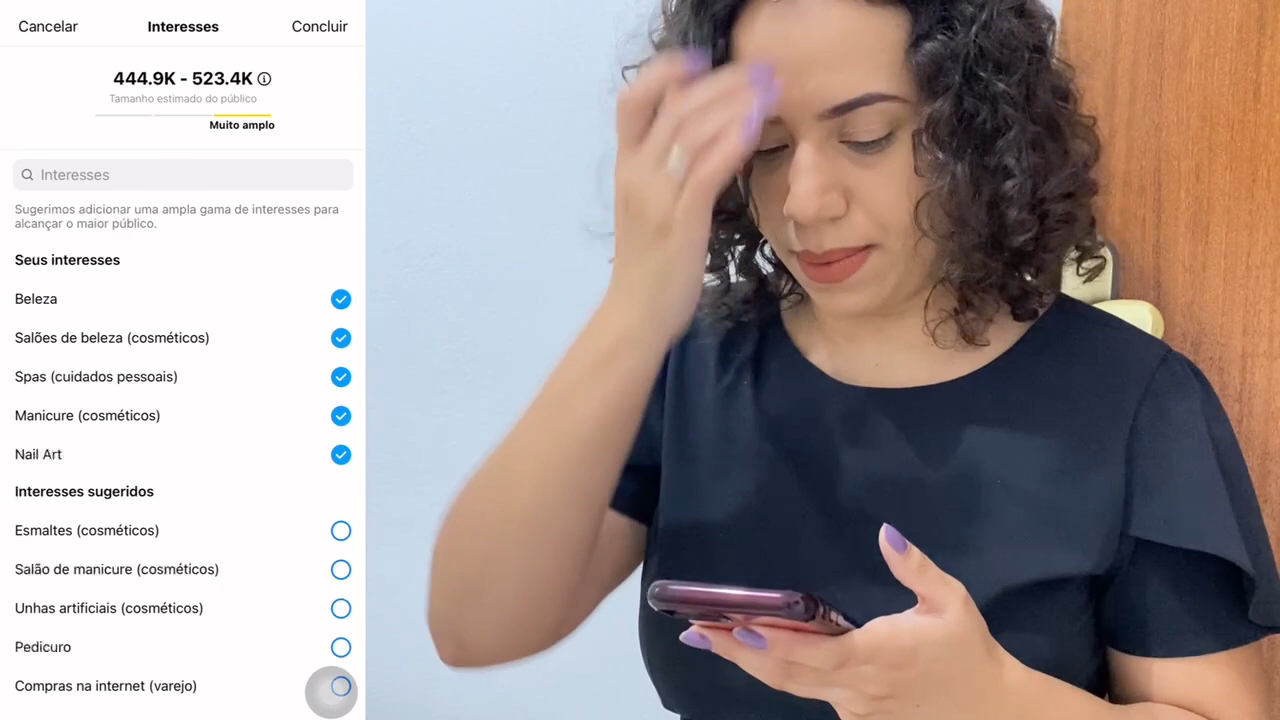 Cancelar
Interesses
Concluir
444.9K - 523.4K
Tamanho estimado do público
Muito amplo
Interesses
Sugerimos adicionar uma ampla gama de interesses para
alcançar o maior público.
Seus interesses
Beleza
Salões de beleza (cosméticos)
Spas (cuidados pessoais)
Manicure (cosméticos)
Nail Art
Interesses sugeridos
Esmaltes (cosméticos)
Salão de manicure (cosméticos)
Unhas artificiais (cosméticos)
Pedicuro
Compras na internet (varejo)